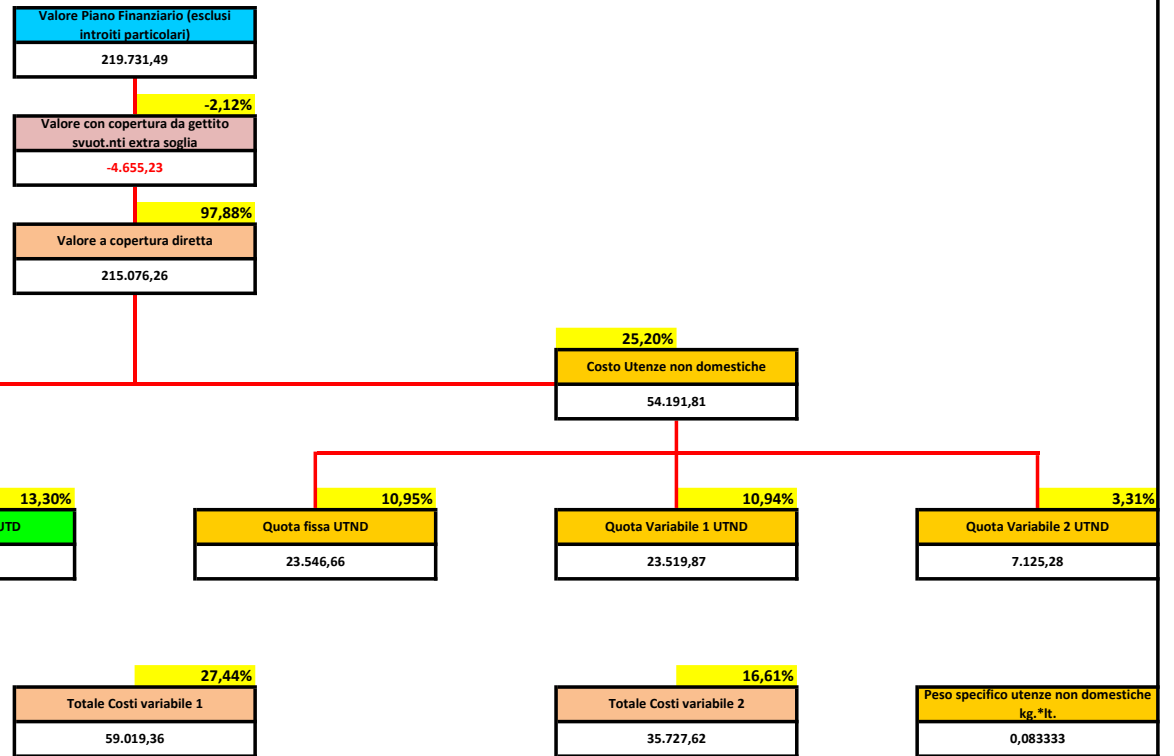 Valore Piano Finanziario (esclusi
introiti particolari)
219.731,49
-2,12%
Valore con copertura da gettito
svuot.nti extra soglia
-4.655,23
97,88%
Valore a copertura diretta
215.076,26
25,20%
Costo Utenze non domestiche
54.191,81
13,30%
10,95%
10,94%
3,31%
UTD
Quota fissa UTND
Quota Variabile 1 UTND
Quota Variabile 2 UTND
23.546,66
23.519,87
7.125,28
27,44%
16,61%
Totale Costi variabile 1
Totale Costi variabile 2
Peso specifico utenze non domestiche
kg.*lt.
59.019,36
35.727,62
0,083333